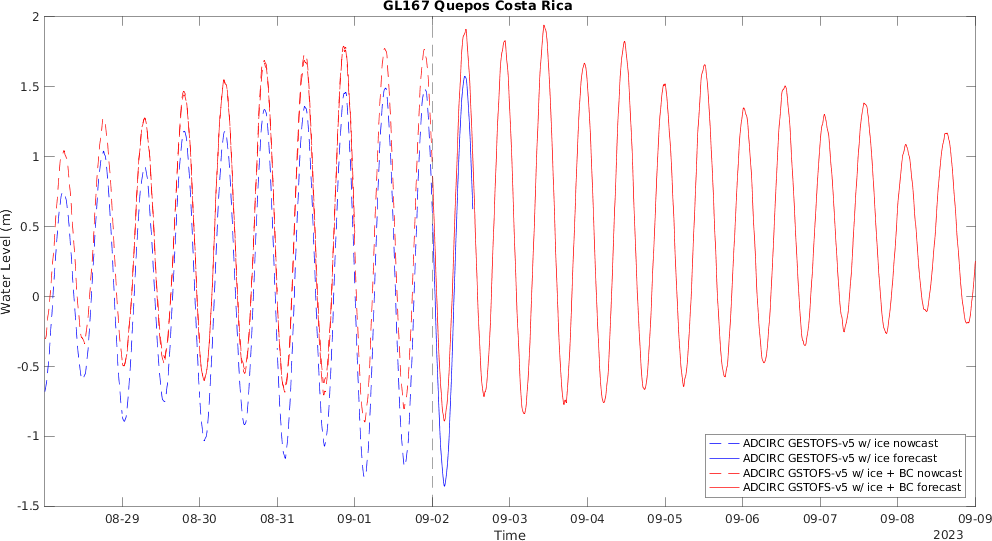 GL167 Quepos Costa Rica
2
1.5
1
0.5
0
-0.5
-1
-1.5
Water Level (m)
08-29 08-30 08-31 09-01 09-02 09-03 09-04 09-05 09-06 09-07 09-08 09-09
Time
2023
ADCIRC GESTOFS-v5 w/ ice nowcast
ADCIRC GESTOFS-v5 w/ ice forecast
ADCIRC GSTOFS-v5 w/ ice + BC nowcast
ADCIRC GSTOFS-v5 w/ ice + BC forecast